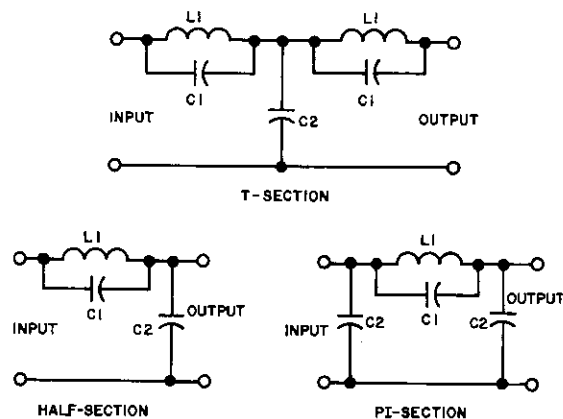 L1 L1
C1 C1
INPUT C2 OUTPUT
T-SECTION
L1
C1
INPUT C2 OUTPUT
HALF-SECTION
L1
C1
INPUT C2 C2 OUTPUT
PI-SECTION